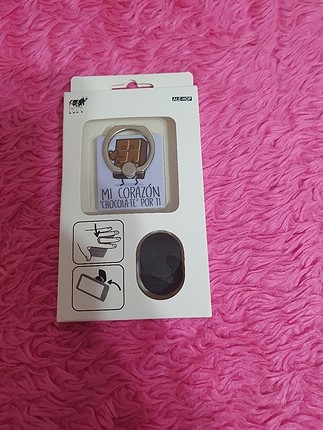 ALE-HOP
MI CORAZÓN
"CHOCOLA-TE" POR TI